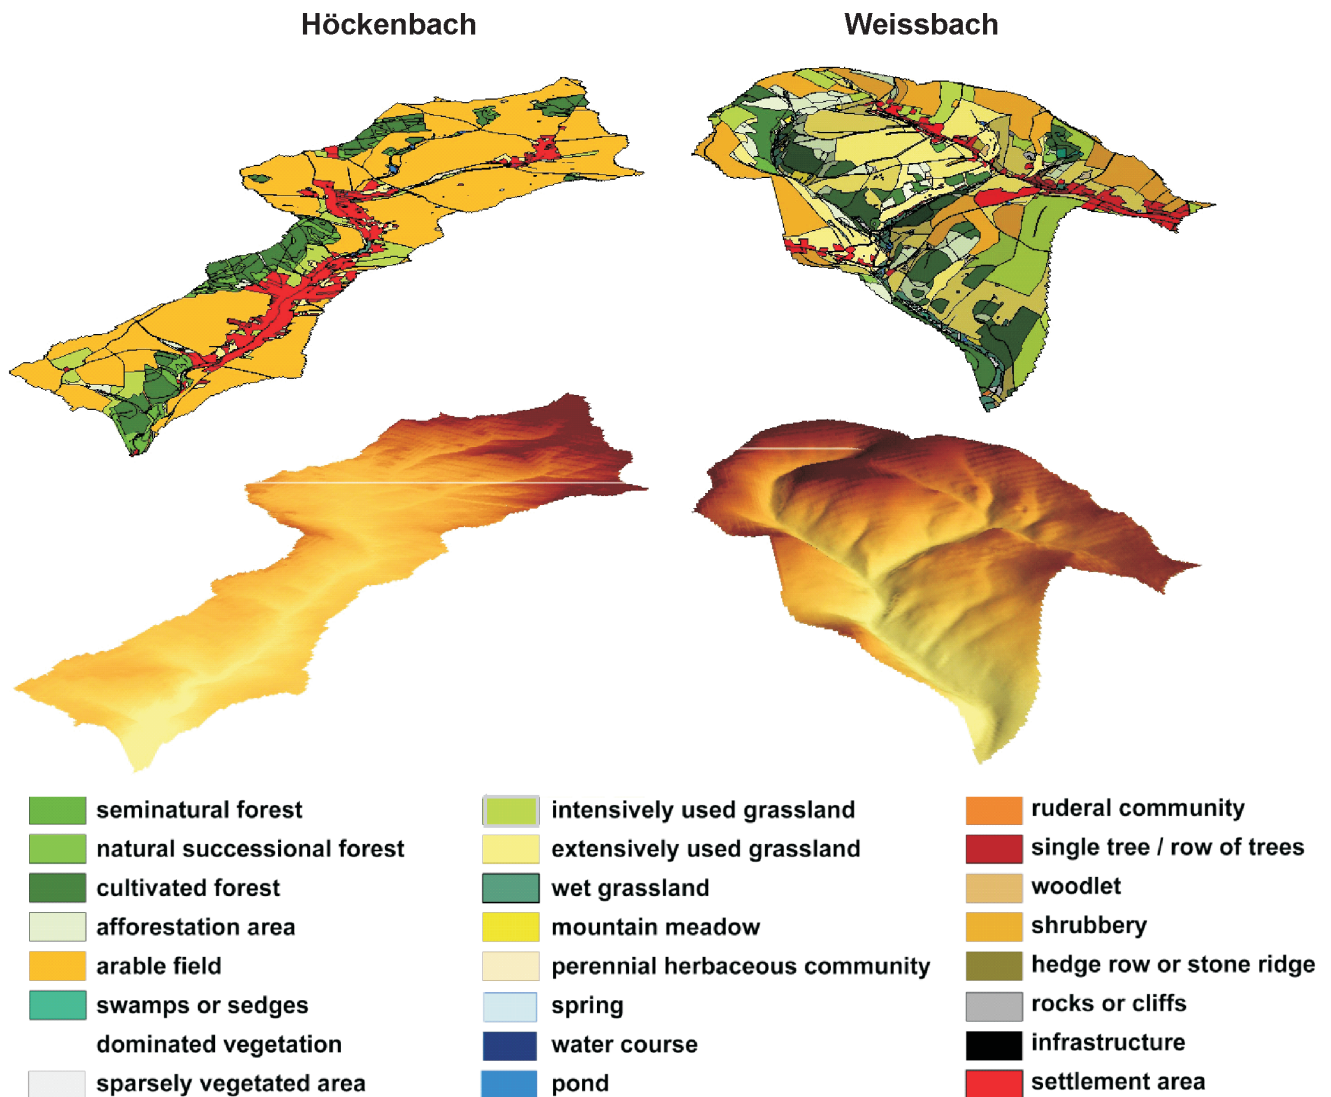 Höckenbach
Weissbach
seminatural forest
natural successional forest
cultivated forest
afforestation area
arable field
swamps or sedges
dominated vegetation
sparsely vegetated area
intensively used grassland
extensively used grassland
wet grassland
mountain meadow
perennial herbaceous community
spring
water course
pond
ruderal community
single tree / row of trees
woodlet
shrubbery
hedge row or stone ridge
rocks or cliffs
infrastructure
settlement area